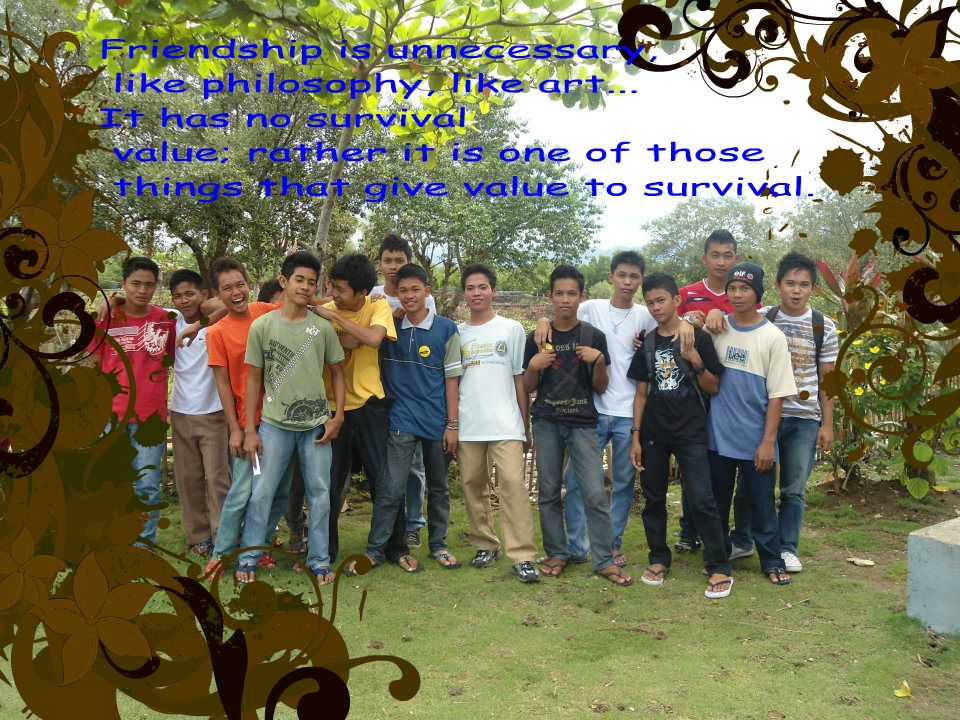 Friendship is unnecessary,
like philosophy, like art...
It has no survival
value; rather it is one of those
things that give value to survival.